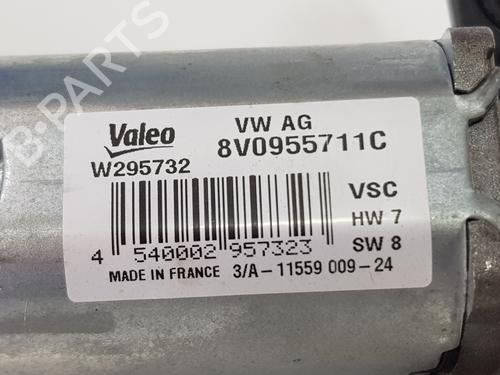 B-PARTS
Valeo
VW AG
8V0955711C
W295732
VSC
HW 7
SW 8
4 540002 957323
MADE IN FRANCE 3/A-11559 009-24